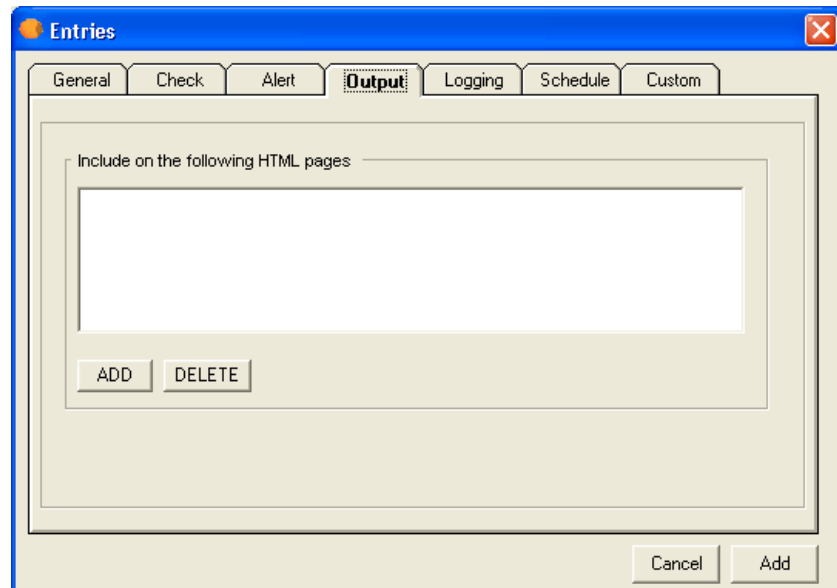 Entries
General Check Alert Output Logging Schedule Custom
Include on the following HTML pages
ADD DELETE
Cancel Add